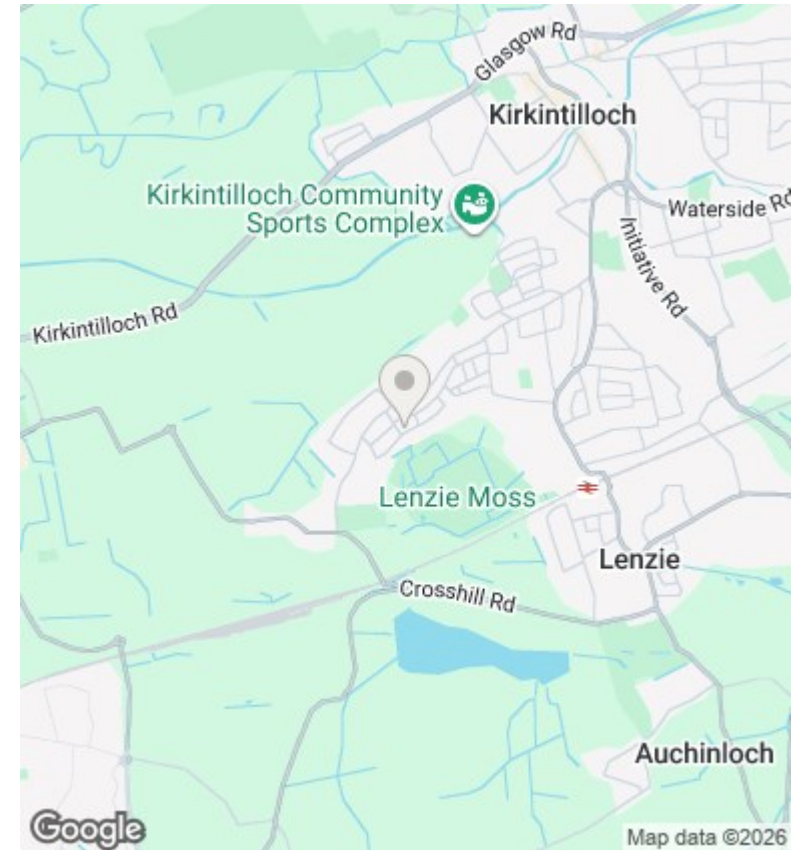 Glasgow Rd
Kirkintilloch
Kirkintilloch Community
Sports Complex
Waterside Rd
Initiative Rd
Kirkintilloch Rd
Lenzie Moss
Lenzie
Crosshill Rd
Auchinloch
Google
Map data ©2026